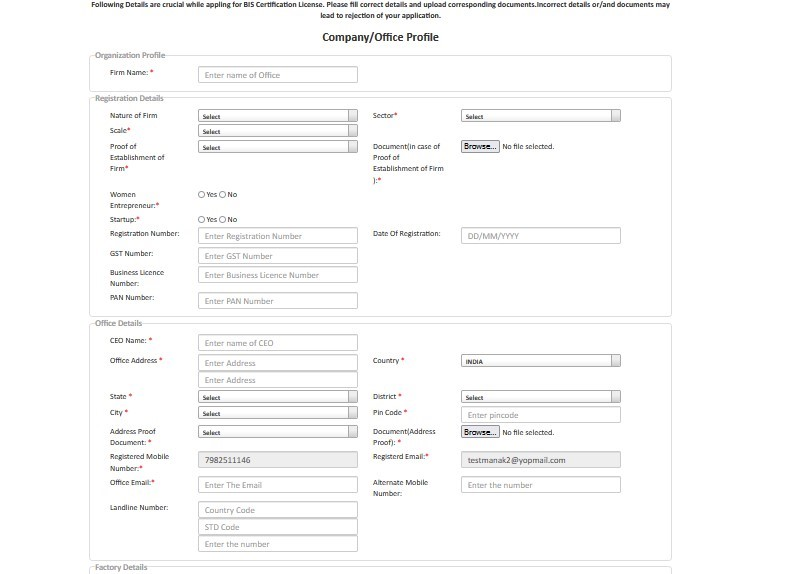 Following Details are crucial while appling for BIS Certification License. Please fill correct details and upload corresponding documents.Incorrect details or/and documents may
lead to rejection of your application.
Company/Office Profile
Organization Profile
Firm Name: * Enter name of Office
Registration Details
Nature of Firm Select Sector* Select
Scale* Select
Proof of Select Document(in case of Browse... No file selected.
Establishment of Proof of
Firm* Establishment of Firm
):*
Women Yes No
Entrepreneur:*
Startup:* Yes No
Registration Number: Enter Registration Number Date Of Registration: DD/MM/YYYY
GST Number: Enter GST Number
Business Licence Enter Business Licence Number
Number:
PAN Number: Enter PAN Number
Office Details
CEO Name: * Enter name of CEO
Office Address * Enter Address Country * INDIA
Enter Address
State * Select District * Select
City * Select Pin Code * Enter pincode
Address Proof Select Document(Address Browse... No file selected.
Document: * Proof): *
Registered Mobile 7982511146 Registerd Email:* testmanak2@yopmail.com
Number:*
Office Email:* Enter The Email Alternate Mobile Enter the number
Number:
Landline Number: Country Code
STD Code
Enter the number
Factory Details